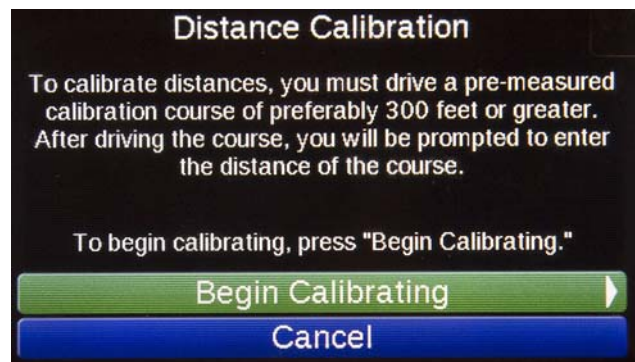 Distance Calibration
To calibrate distances, you must drive a pre-measured
calibration course of preferably 300 feet or greater.
After driving the course, you will be prompted to enter
the distance of the course.
To begin calibrating, press "Begin Calibrating."
Begin Calibrating
Cancel